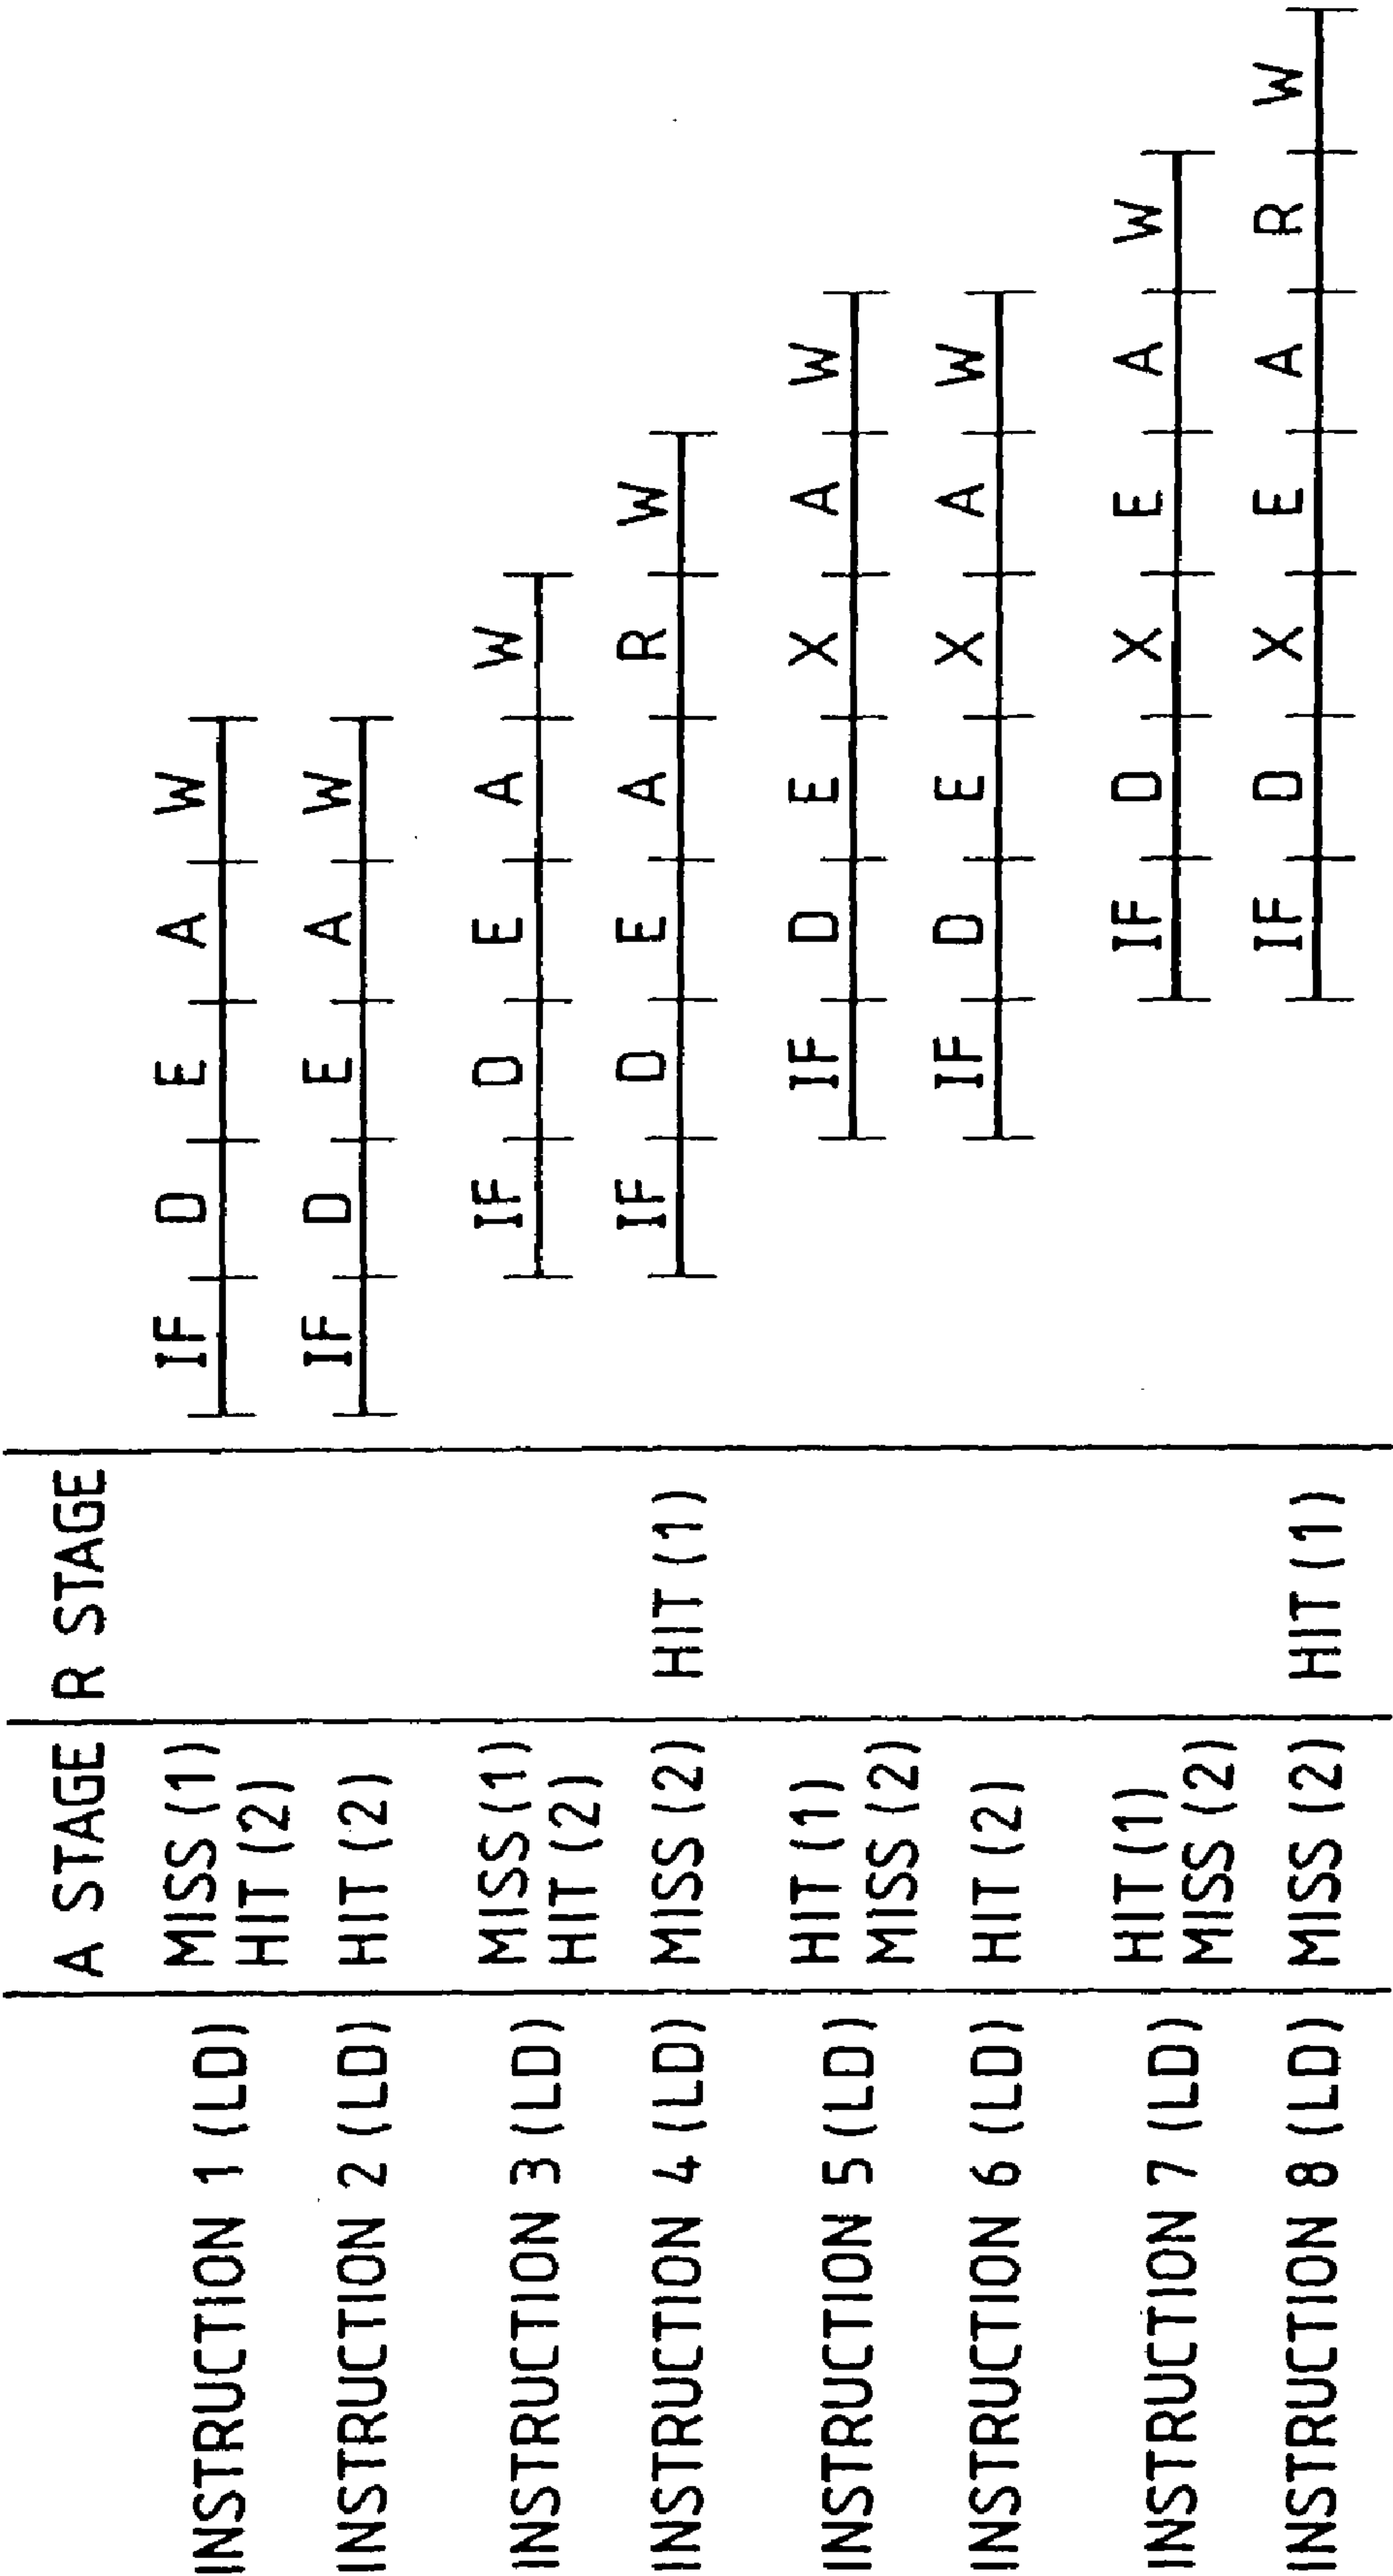 A STAGE R STAGE
INSTRUCTION 1 (LD) MISS (1) IF D E A W
HIT (2)
INSTRUCTION 2 (LD) HIT (2) IF D E A W
INSTRUCTION 3 (LD) MISS (1) IF D E A W
HIT (2)
INSTRUCTION 4 (LD) MISS (2) HIT (1) IF D E A R W
INSTRUCTION 5 (LD) HIT (1) IF D E X A W
MISS (2)
INSTRUCTION 6 (LD) HIT (2) IF D E X A W
INSTRUCTION 7 (LD) HIT (1) IF D X E A W
MISS (2)
INSTRUCTION 8 (LD) MISS (2) HIT (1) IF D X E A R W